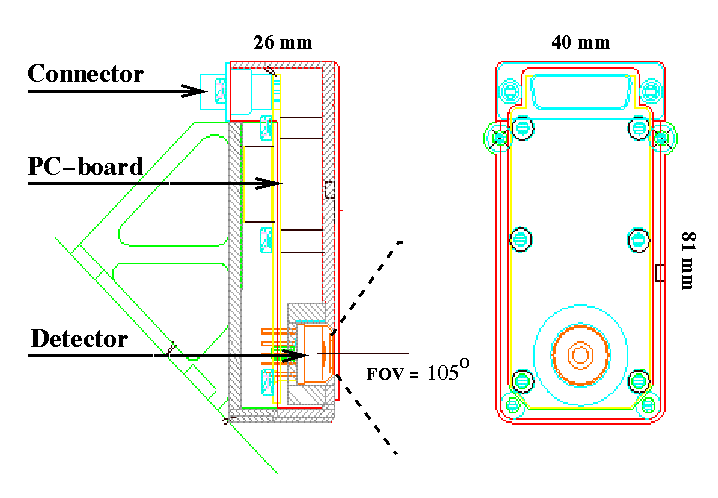 26 mm
40 mm
Connector
PC-board
81 mm
Detector
FOV = 105°